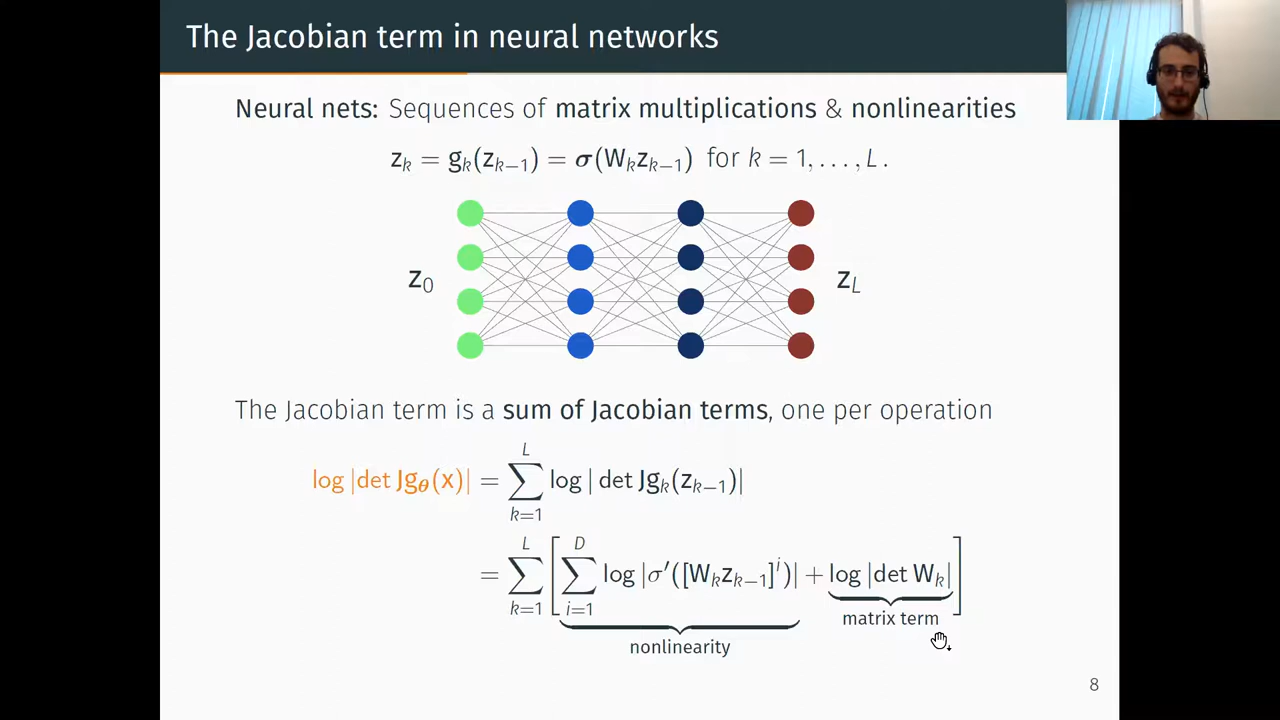 The Jacobian term in neural networks
Neural nets: Sequences of matrix multiplications & nonlinearities
z_k = g_k(z_{k−1}) = σ(W_k z_{k−1}) for k = 1, . . . , L .
z_0
z_L
The Jacobian term is a sum of Jacobian terms, one per operation
log |det Jg_θ(x)| = ∑_{k=1}^{L} log | det Jg_k(z_{k−1})|
= ∑_{k=1}^{L} [ ∑_{i=1}^{D} log |σ′([W_k z_{k−1}]^i)| + log |det W_k| ]
matrix term
nonlinearity
8